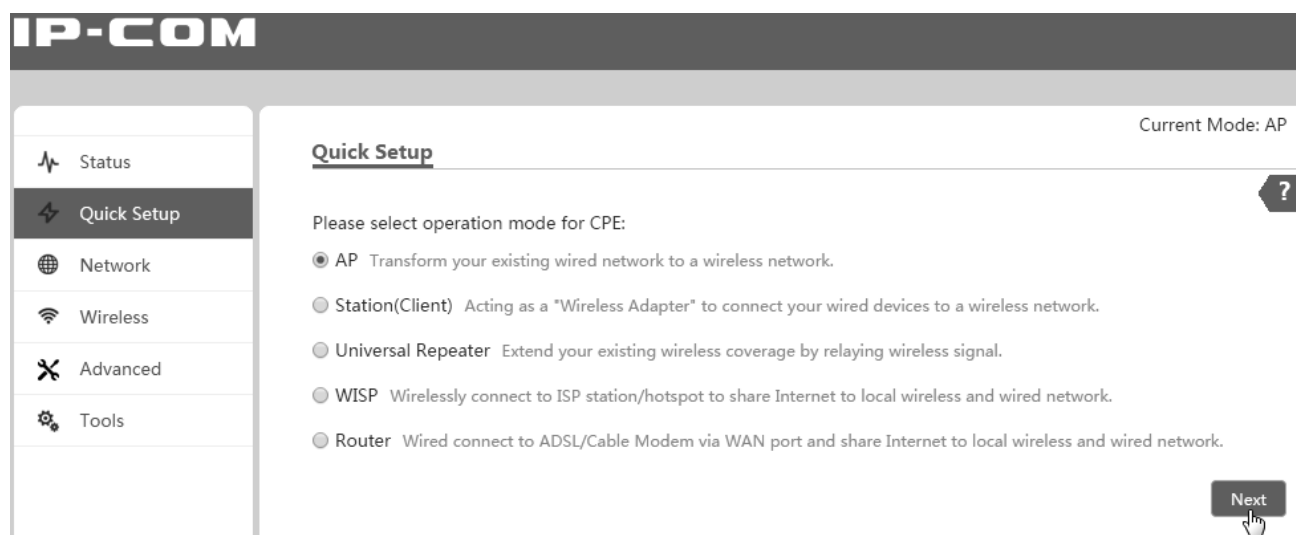 IP-COM
Current Mode: AP
Status
Quick Setup
Network
Wireless
Advanced
Tools
Quick Setup
?
Please select operation mode for CPE:
AP Transform your existing wired network to a wireless network.
Station(Client) Acting as a "Wireless Adapter" to connect your wired devices to a wireless network.
Universal Repeater Extend your existing wireless coverage by relaying wireless signal.
WISP Wirelessly connect to ISP station/hotspot to share Internet to local wireless and wired network.
Router Wired connect to ADSL/Cable Modem via WAN port and share Internet to local wireless and wired network.
Next